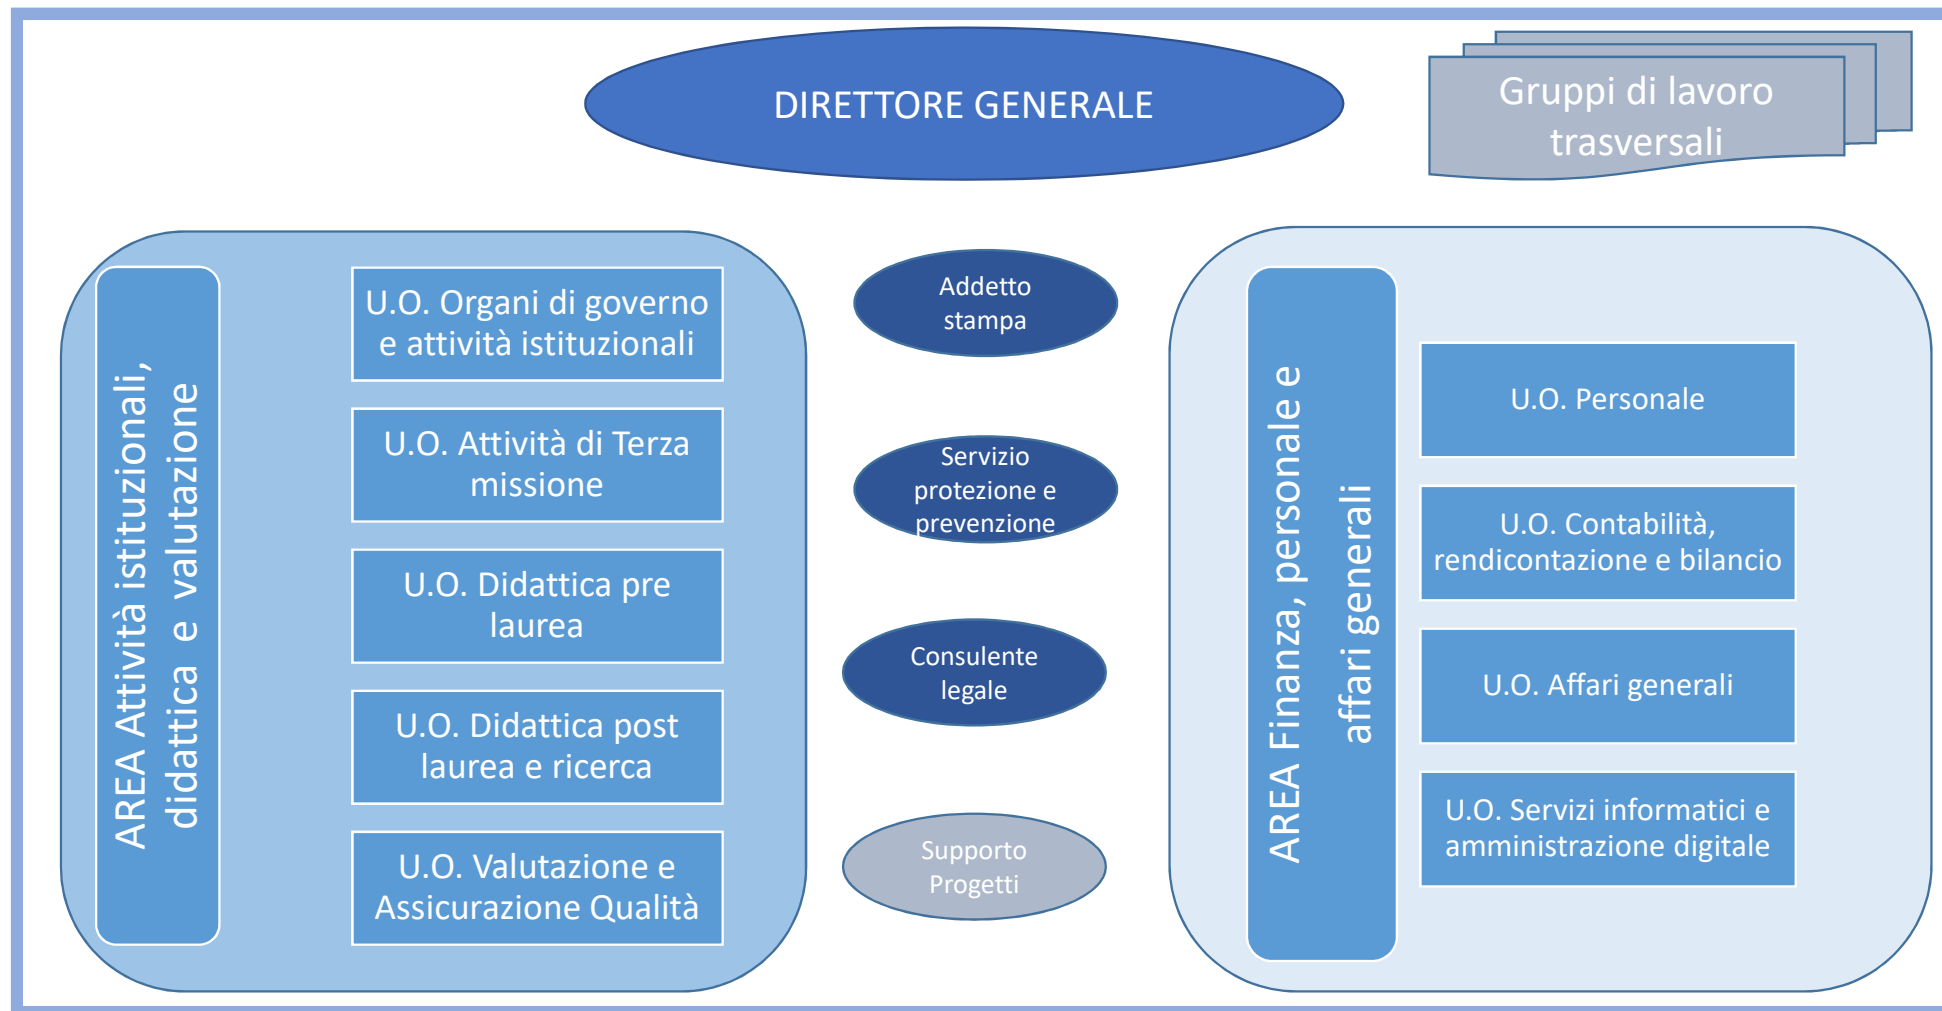 DIRETTORE GENERALE
Gruppi di lavoro
trasversali
AREA Attività istituzionali,
didattica e valutazione
U.O. Organi di governo
e attività istituzionali
U.O. Attività di Terza
missione
U.O. Didattica pre
laurea
U.O. Didattica post
laurea e ricerca
U.O. Valutazione e
Assicurazione Qualità
Addetto
stampa
Servizio
protezione e
prevenzione
Consulente
legale
Supporto
Progetti
AREA Finanza, personale e
affari generali
U.O. Personale
U.O. Contabilità,
rendicontazione e bilancio
U.O. Affari generali
U.O. Servizi informatici e
amministrazione digitale